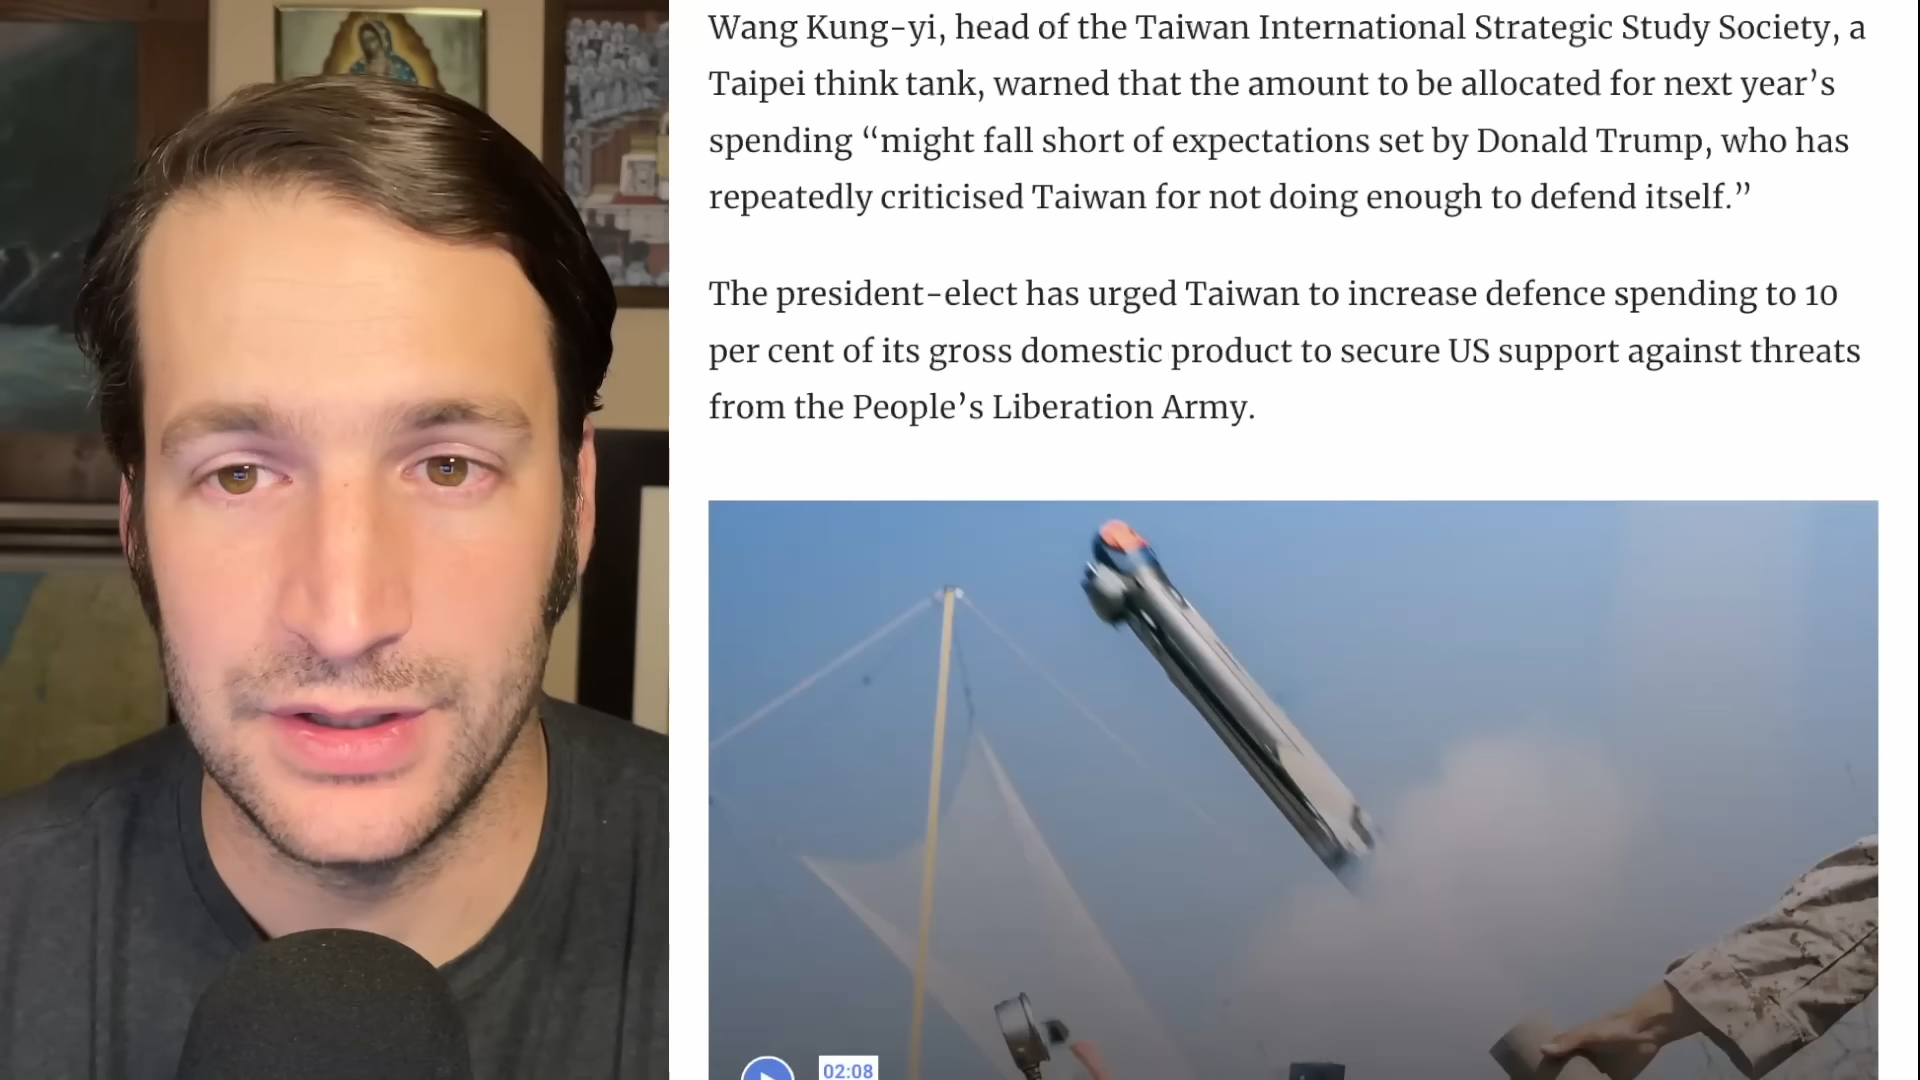 Wang Kung-yi, head of the Taiwan International Strategic Study Society, a
Taipei think tank, warned that the amount to be allocated for next year’s
spending “might fall short of expectations set by Donald Trump, who has
repeatedly criticised Taiwan for not doing enough to defend itself.”
The president-elect has urged Taiwan to increase defence spending to 10
per cent of its gross domestic product to secure US support against threats
from the People’s Liberation Army.
02:08